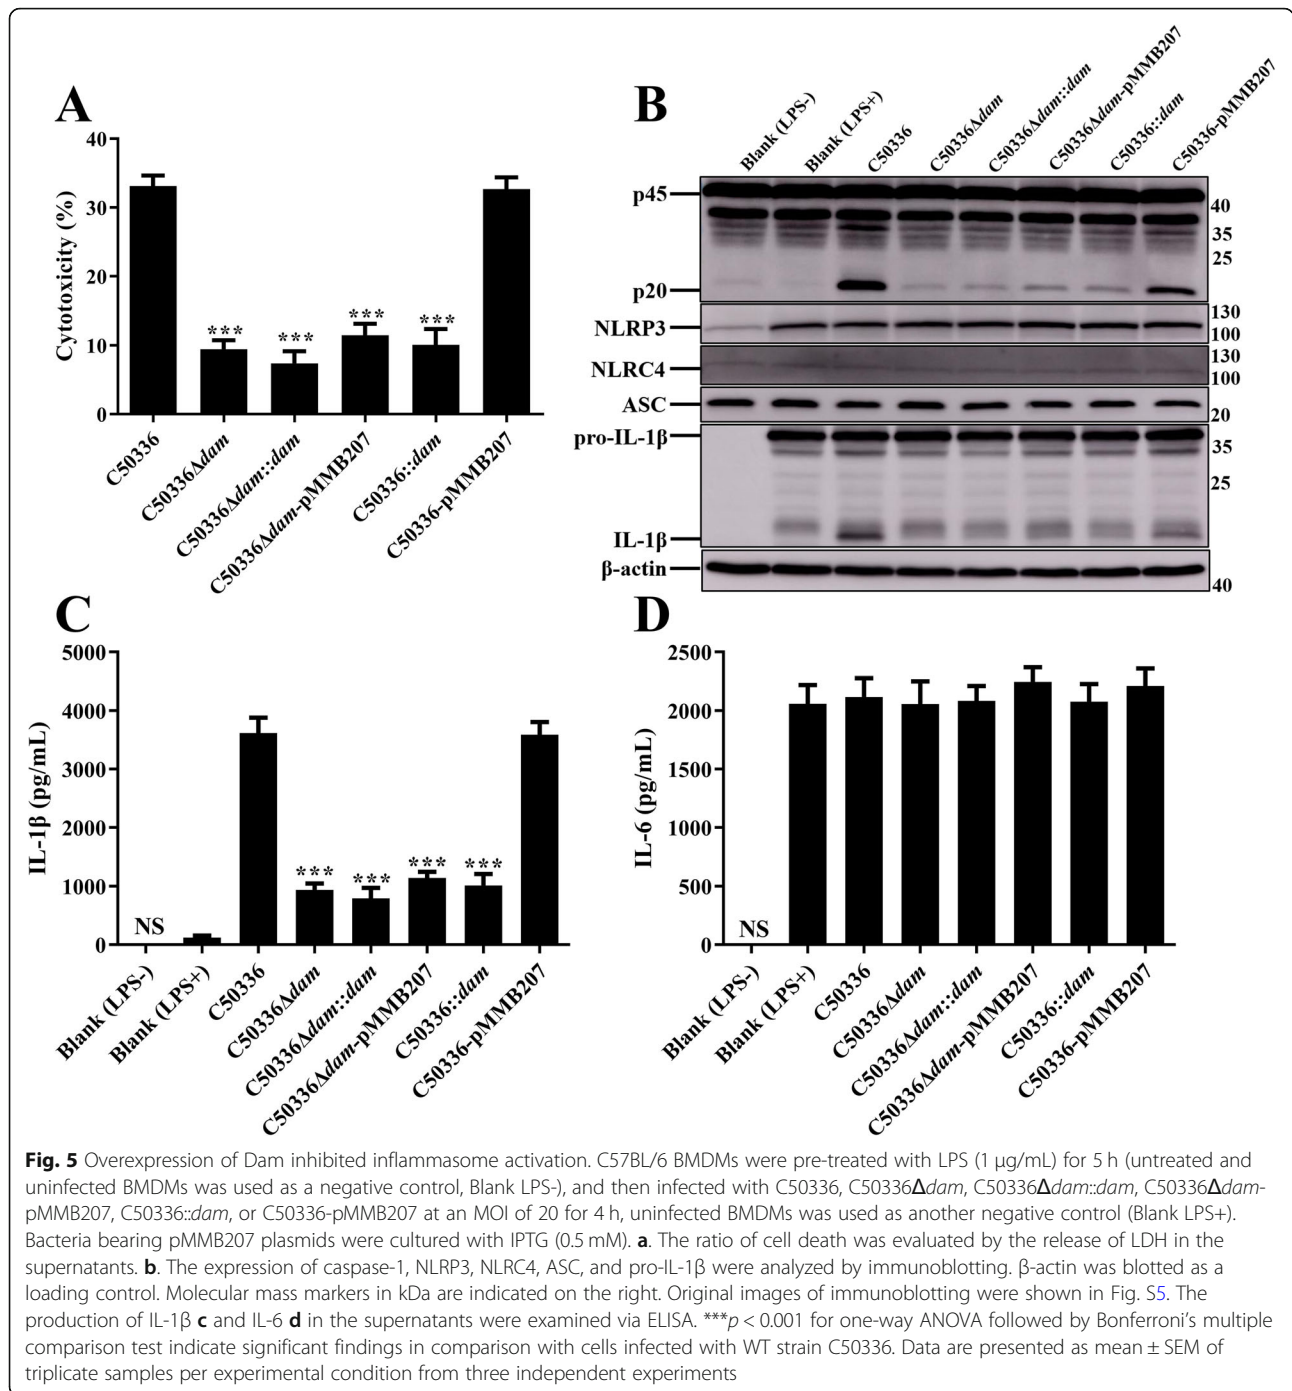 A
Cytotoxicity (%)
40
30
20
10
0
***
***
***
***
C50336
C50336Δdam
C50336Δdam::dam
C50336Δdam-pMMB207
C50336::dam
C50336-pMMB207
B
Blank (LPS-)
Blank (LPS+)
C50336
C50336Δdam
C50336Δdam::dam
C50336Δdam-pMMB207
C50336::dam
C50336-pMMB207
p45
40
35
25
p20
NLRP3
130
100
NLRC4
130
100
ASC
20
pro-IL-1β
35
25
IL-1β
β-actin
40
C
IL-1β (pg/mL)
5000
4000
3000
2000
1000
0
NS
***
***
***
***
Blank (LPS-)
Blank (LPS+)
C50336
C50336Δdam
C50336Δdam::dam
C50336Δdam-pMMB207
C50336::dam
C50336-pMMB207
D
IL-6 (pg/mL)
2500
2000
1500
1000
500
0
NS
Blank (LPS-)
Blank (LPS+)
C50336
C50336Δdam
C50336Δdam::dam
C50336Δdam-pMMB207
C50336::dam
C50336-pMMB207
Fig. 5 Overexpression of Dam inhibited inflammasome activation. C57BL/6 BMDMs were pre-treated with LPS (1 μg/mL) for 5 h (untreated and
uninfected BMDMs was used as a negative control, Blank LPS-), and then infected with C50336, C50336Δdam, C50336Δdam::dam, C50336Δdam-
pMMB207, C50336::dam, or C50336-pMMB207 at an MOI of 20 for 4 h, uninfected BMDMs was used as another negative control (Blank LPS+).
Bacteria bearing pMMB207 plasmids were cultured with IPTG (0.5 mM). a. The ratio of cell death was evaluated by the release of LDH in the
supernatants. b. The expression of caspase-1, NLRP3, NLRC4, ASC, and pro-IL-1β were analyzed by immunoblotting. β-actin was blotted as a
loading control. Molecular mass markers in kDa are indicated on the right. Original images of immunoblotting were shown in Fig. S5. The
production of IL-1β c and IL-6 d in the supernatants were examined via ELISA. ***p < 0.001 for one-way ANOVA followed by Bonferroni's multiple
comparison test indicate significant findings in comparison with cells infected with WT strain C50336. Data are presented as mean ± SEM of
triplicate samples per experimental condition from three independent experiments